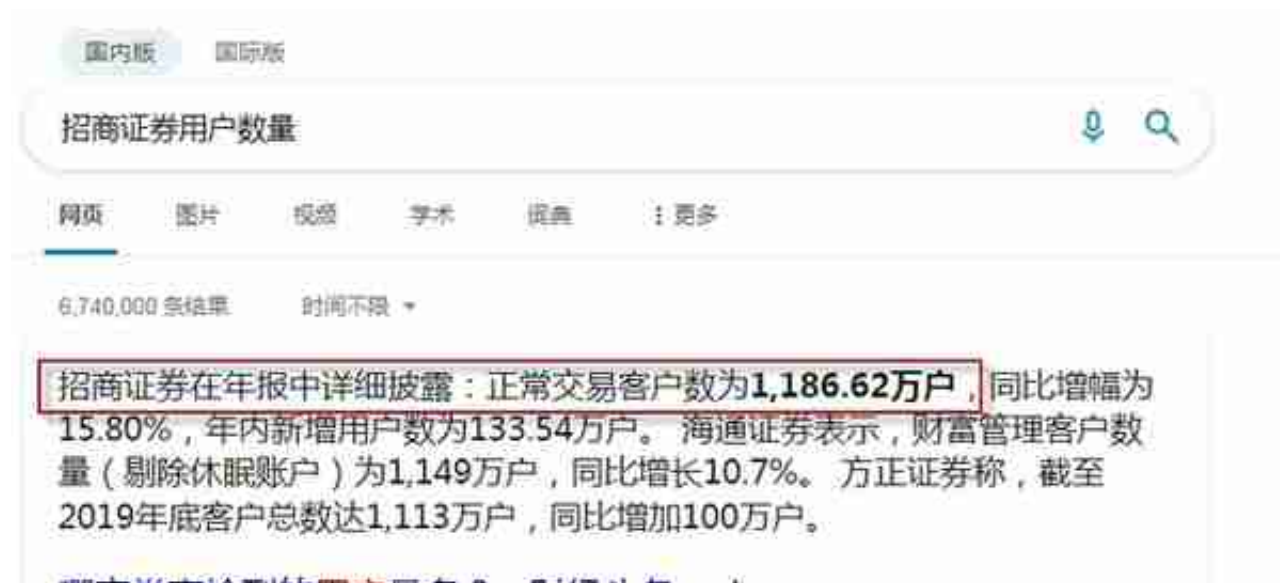 国内版 国际版
招商证券用户数量
网页 图片 视频 学术 词典 ⋮更多
6,740,000 条结果 时间不限
招商证券在年报中详细披露：正常交易客户数为1,186.62万户，同比增幅为
15.80%，年内新增用户数为133.54万户。 海通证券表示，财富管理客户数
量（剔除休眠账户）为1,149万户，同比增长10.7%。 方正证券称，截至
2019年底客户总数达1,113万户，同比增加100万户。